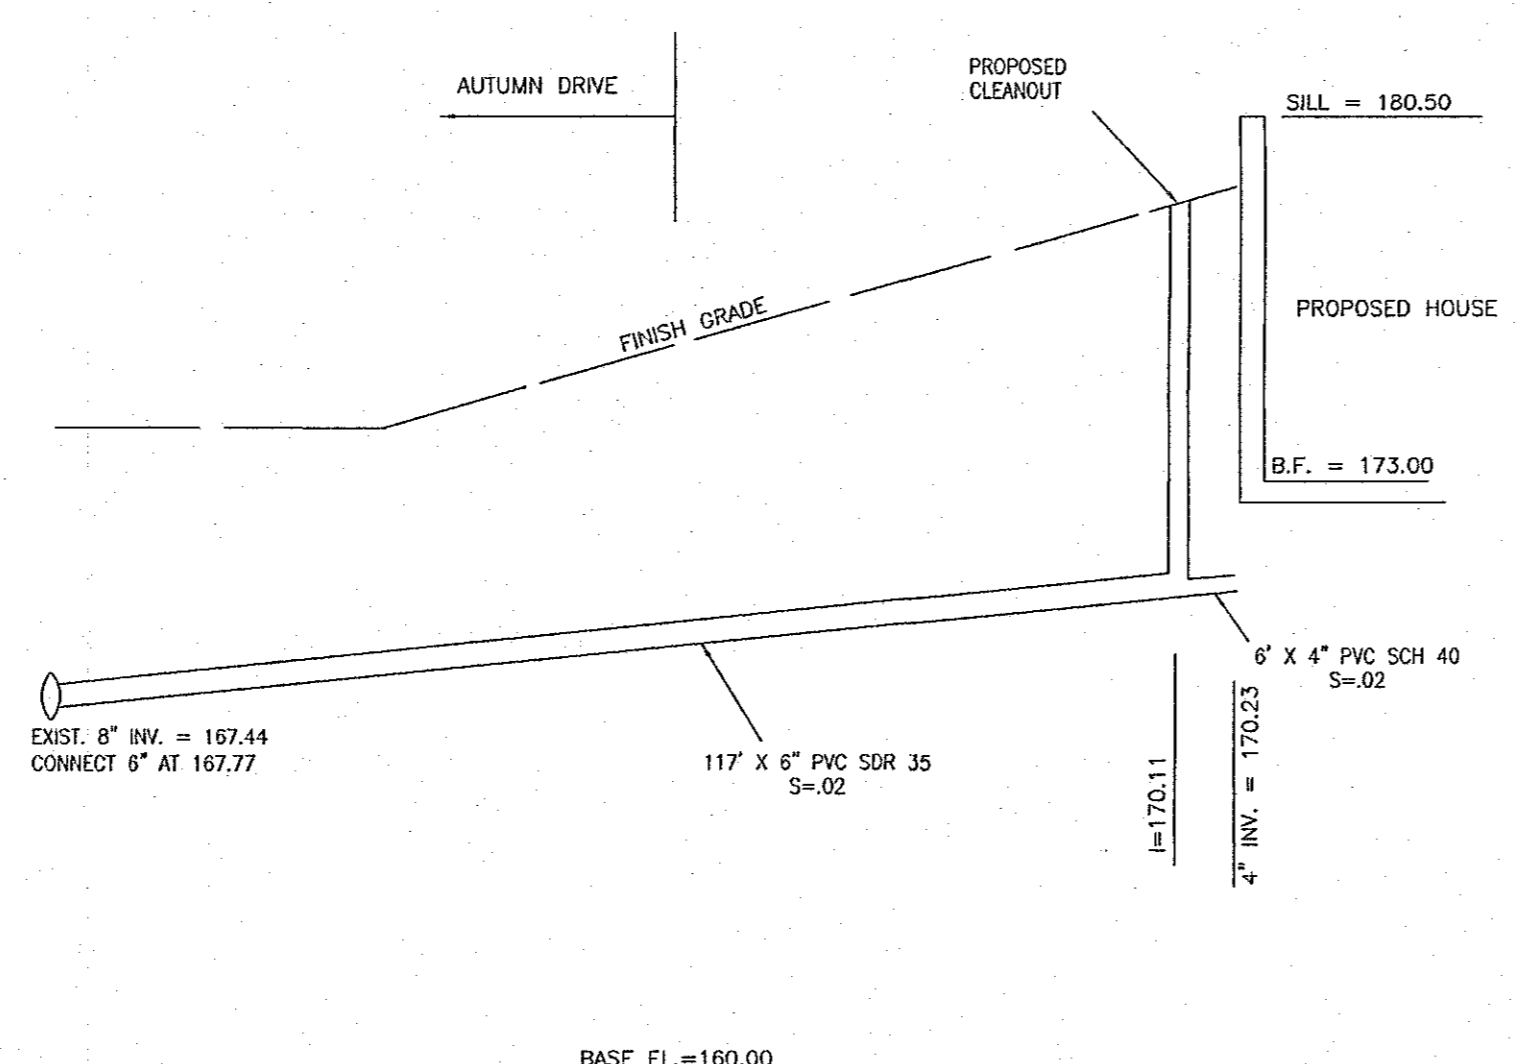 AUTUMN DRIVE
PROPOSED
CLEANOUT
SILL = 180.50
FINISH GRADE
PROPOSED HOUSE
B.F. = 173.00
6' X 4" PVC SCH 40
S=.02
EXIST. 8" INV. = 167.44
CONNECT 6" AT 167.77
117' X 6" PVC SDR 35
S=.02
I=170.11
4" INV. = 170.23
BASE EL.=160.00